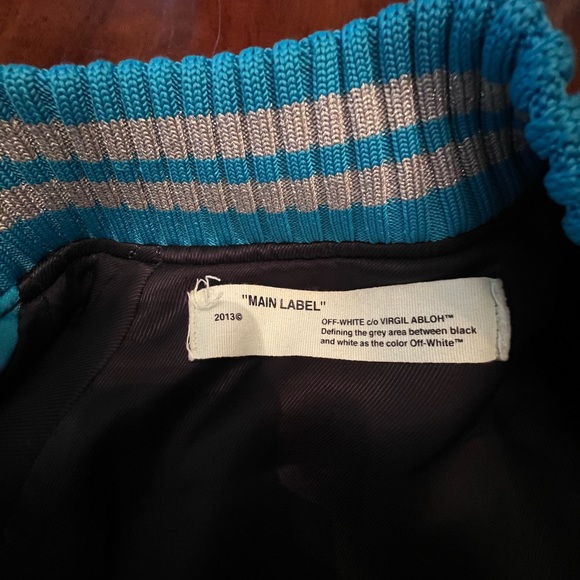 "MAIN LABEL"
2013©
OFF-WHITE c/o VIRGIL ABLOH™
Defining the grey area between black
and white as the color Off-White™